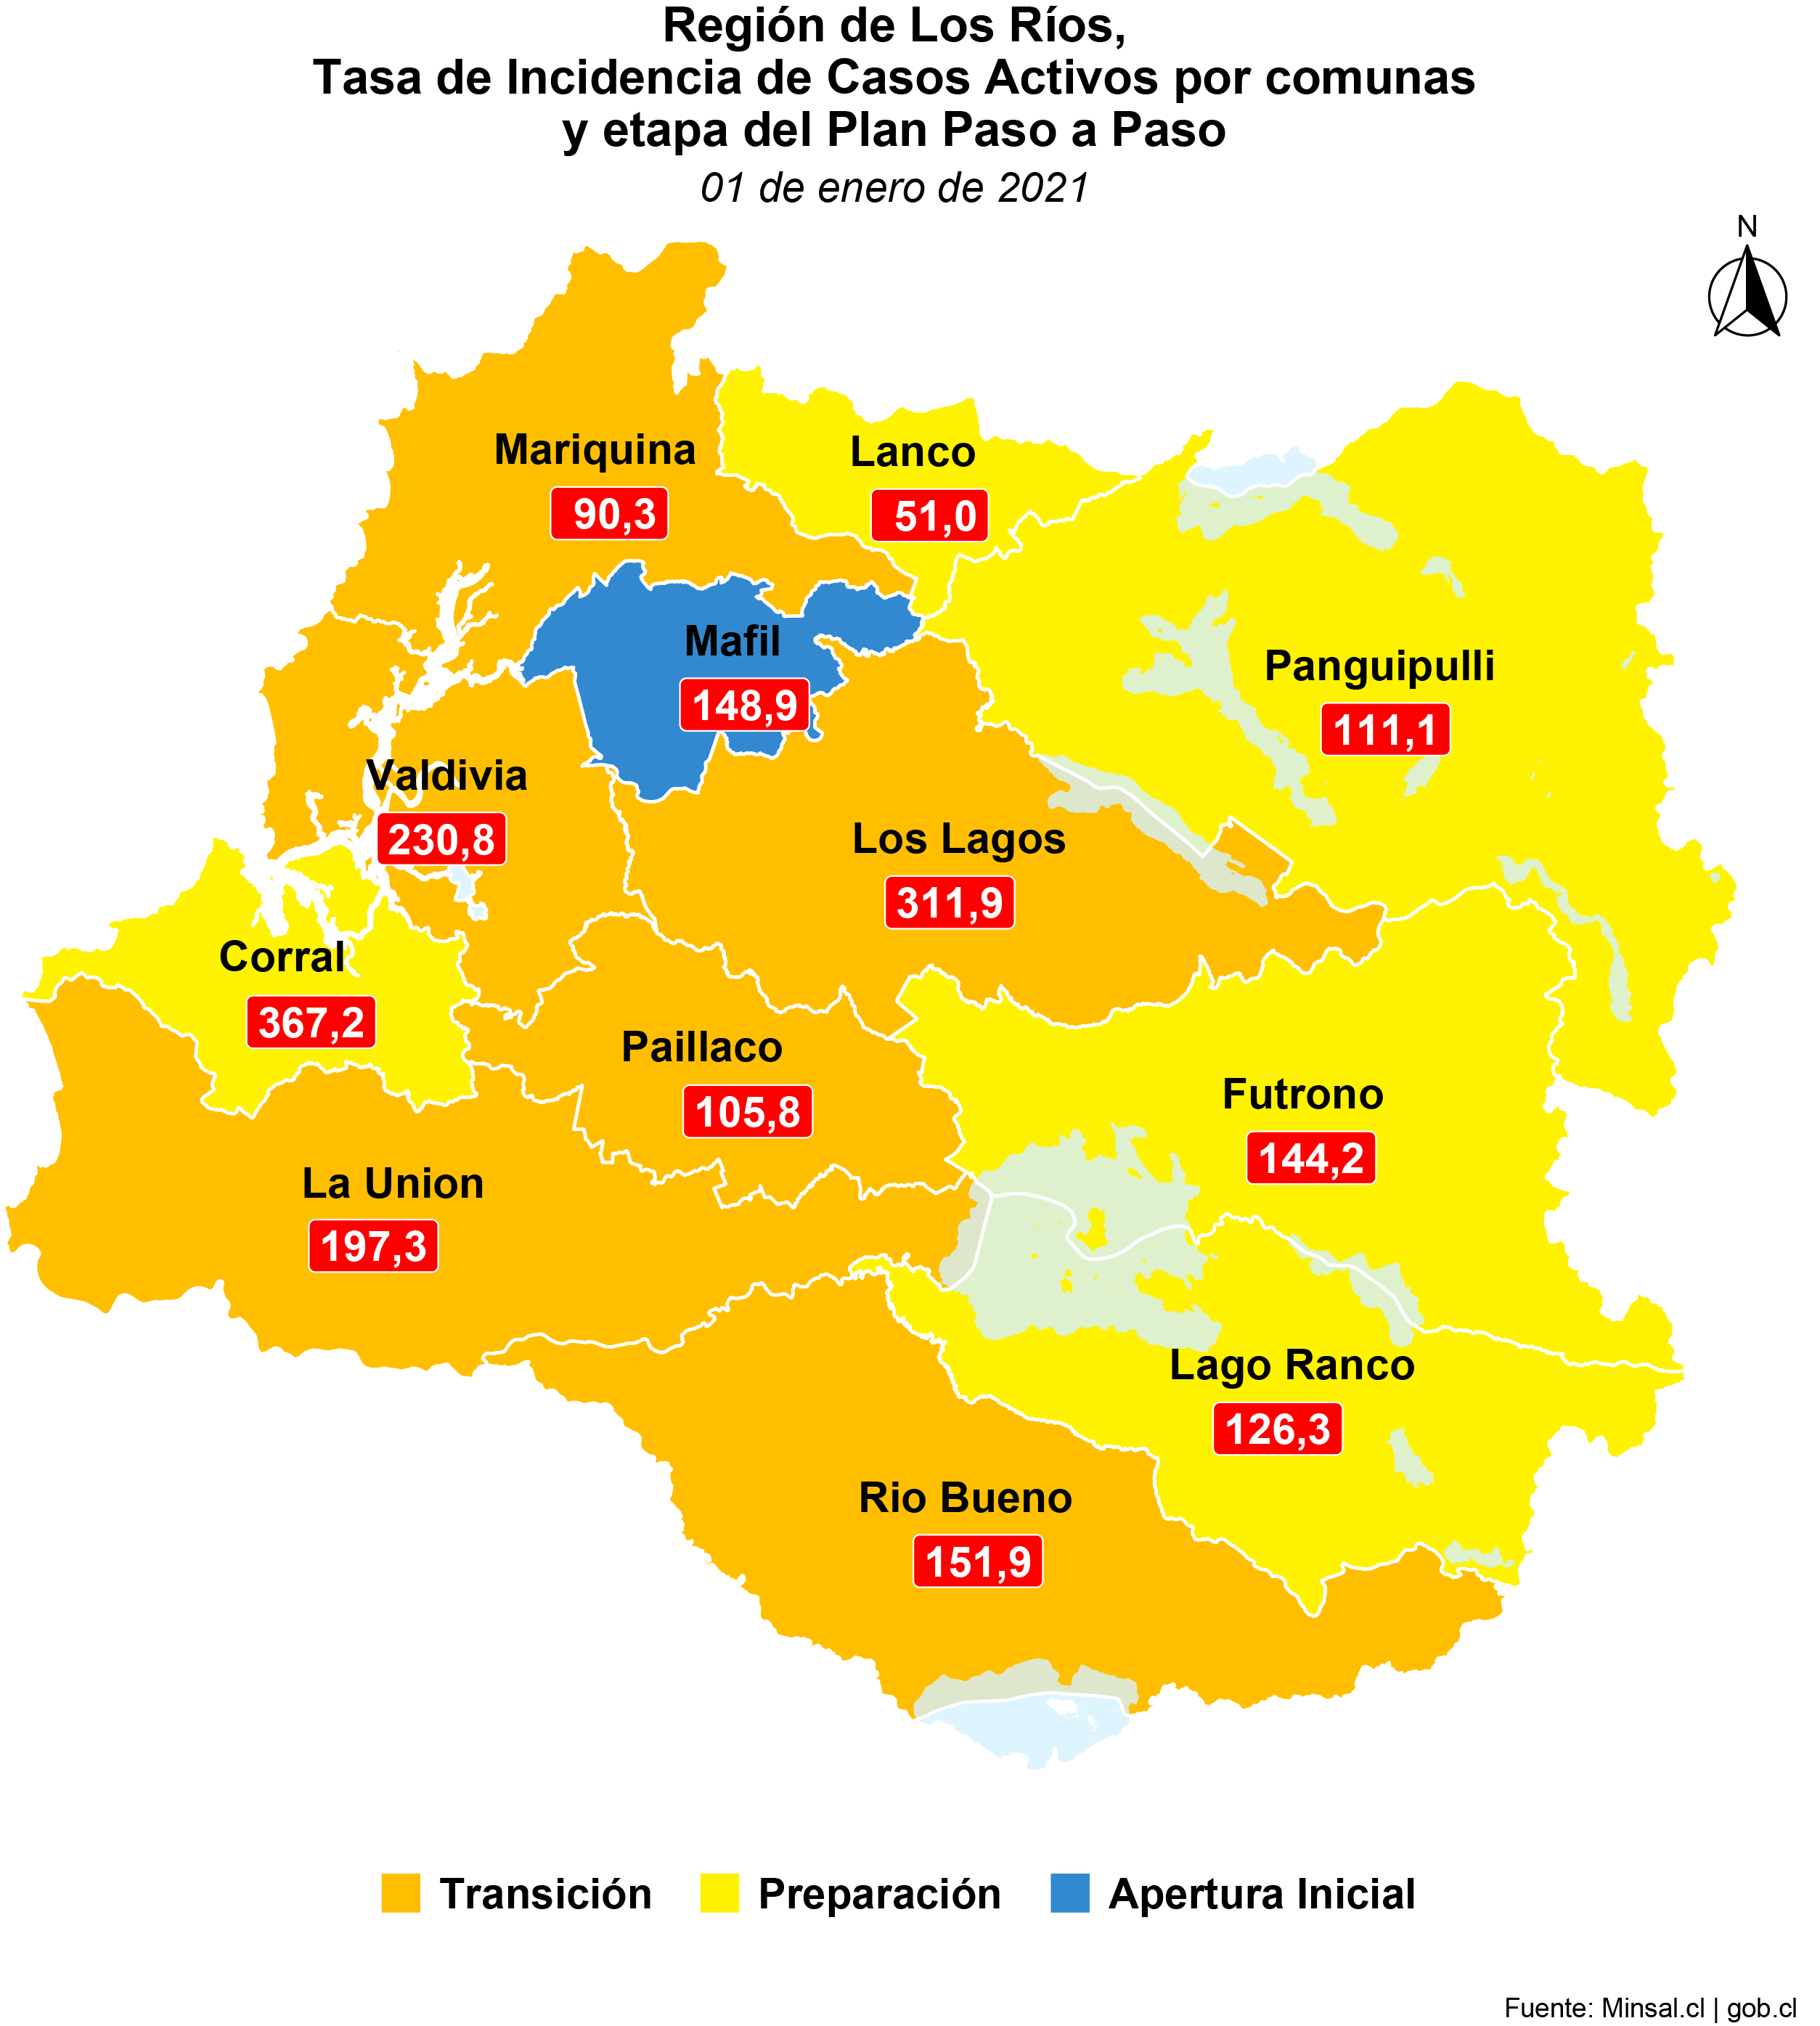 Región de Los Ríos,
Tasa de Incidencia de Casos Activos por comunas
y etapa del Plan Paso a Paso
01 de enero de 2021
N
Mariquina
90,3
Lanco
51,0
Mafil
148,9
Panguipulli
111,1
Valdivia
230,8
Los Lagos
311,9
Corral
367,2
Paillaco
105,8
Futrono
144,2
La Union
197,3
Lago Ranco
126,3
Rio Bueno
151,9
Transición
Preparación
Apertura Inicial
Fuente: Minsal.cl | gob.cl